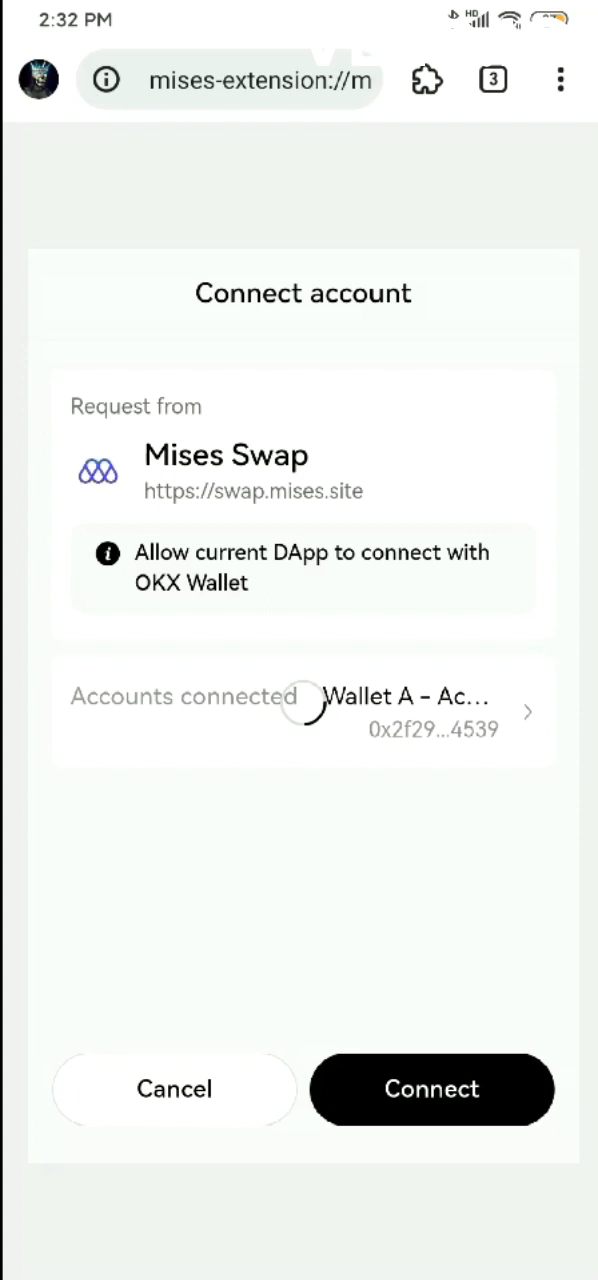 2:32 PM
HD
mises-extension://m
3
Connect account
Request from
Mises Swap
https://swap.mises.site
Allow current DApp to connect with
OKX Wallet
Accounts connected
Wallet A - Ac...
0x2f29...4539
Cancel
Connect